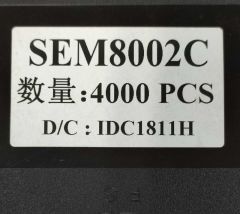 SEM8002C
数量:4000 PCS
D/C : IDC1811H